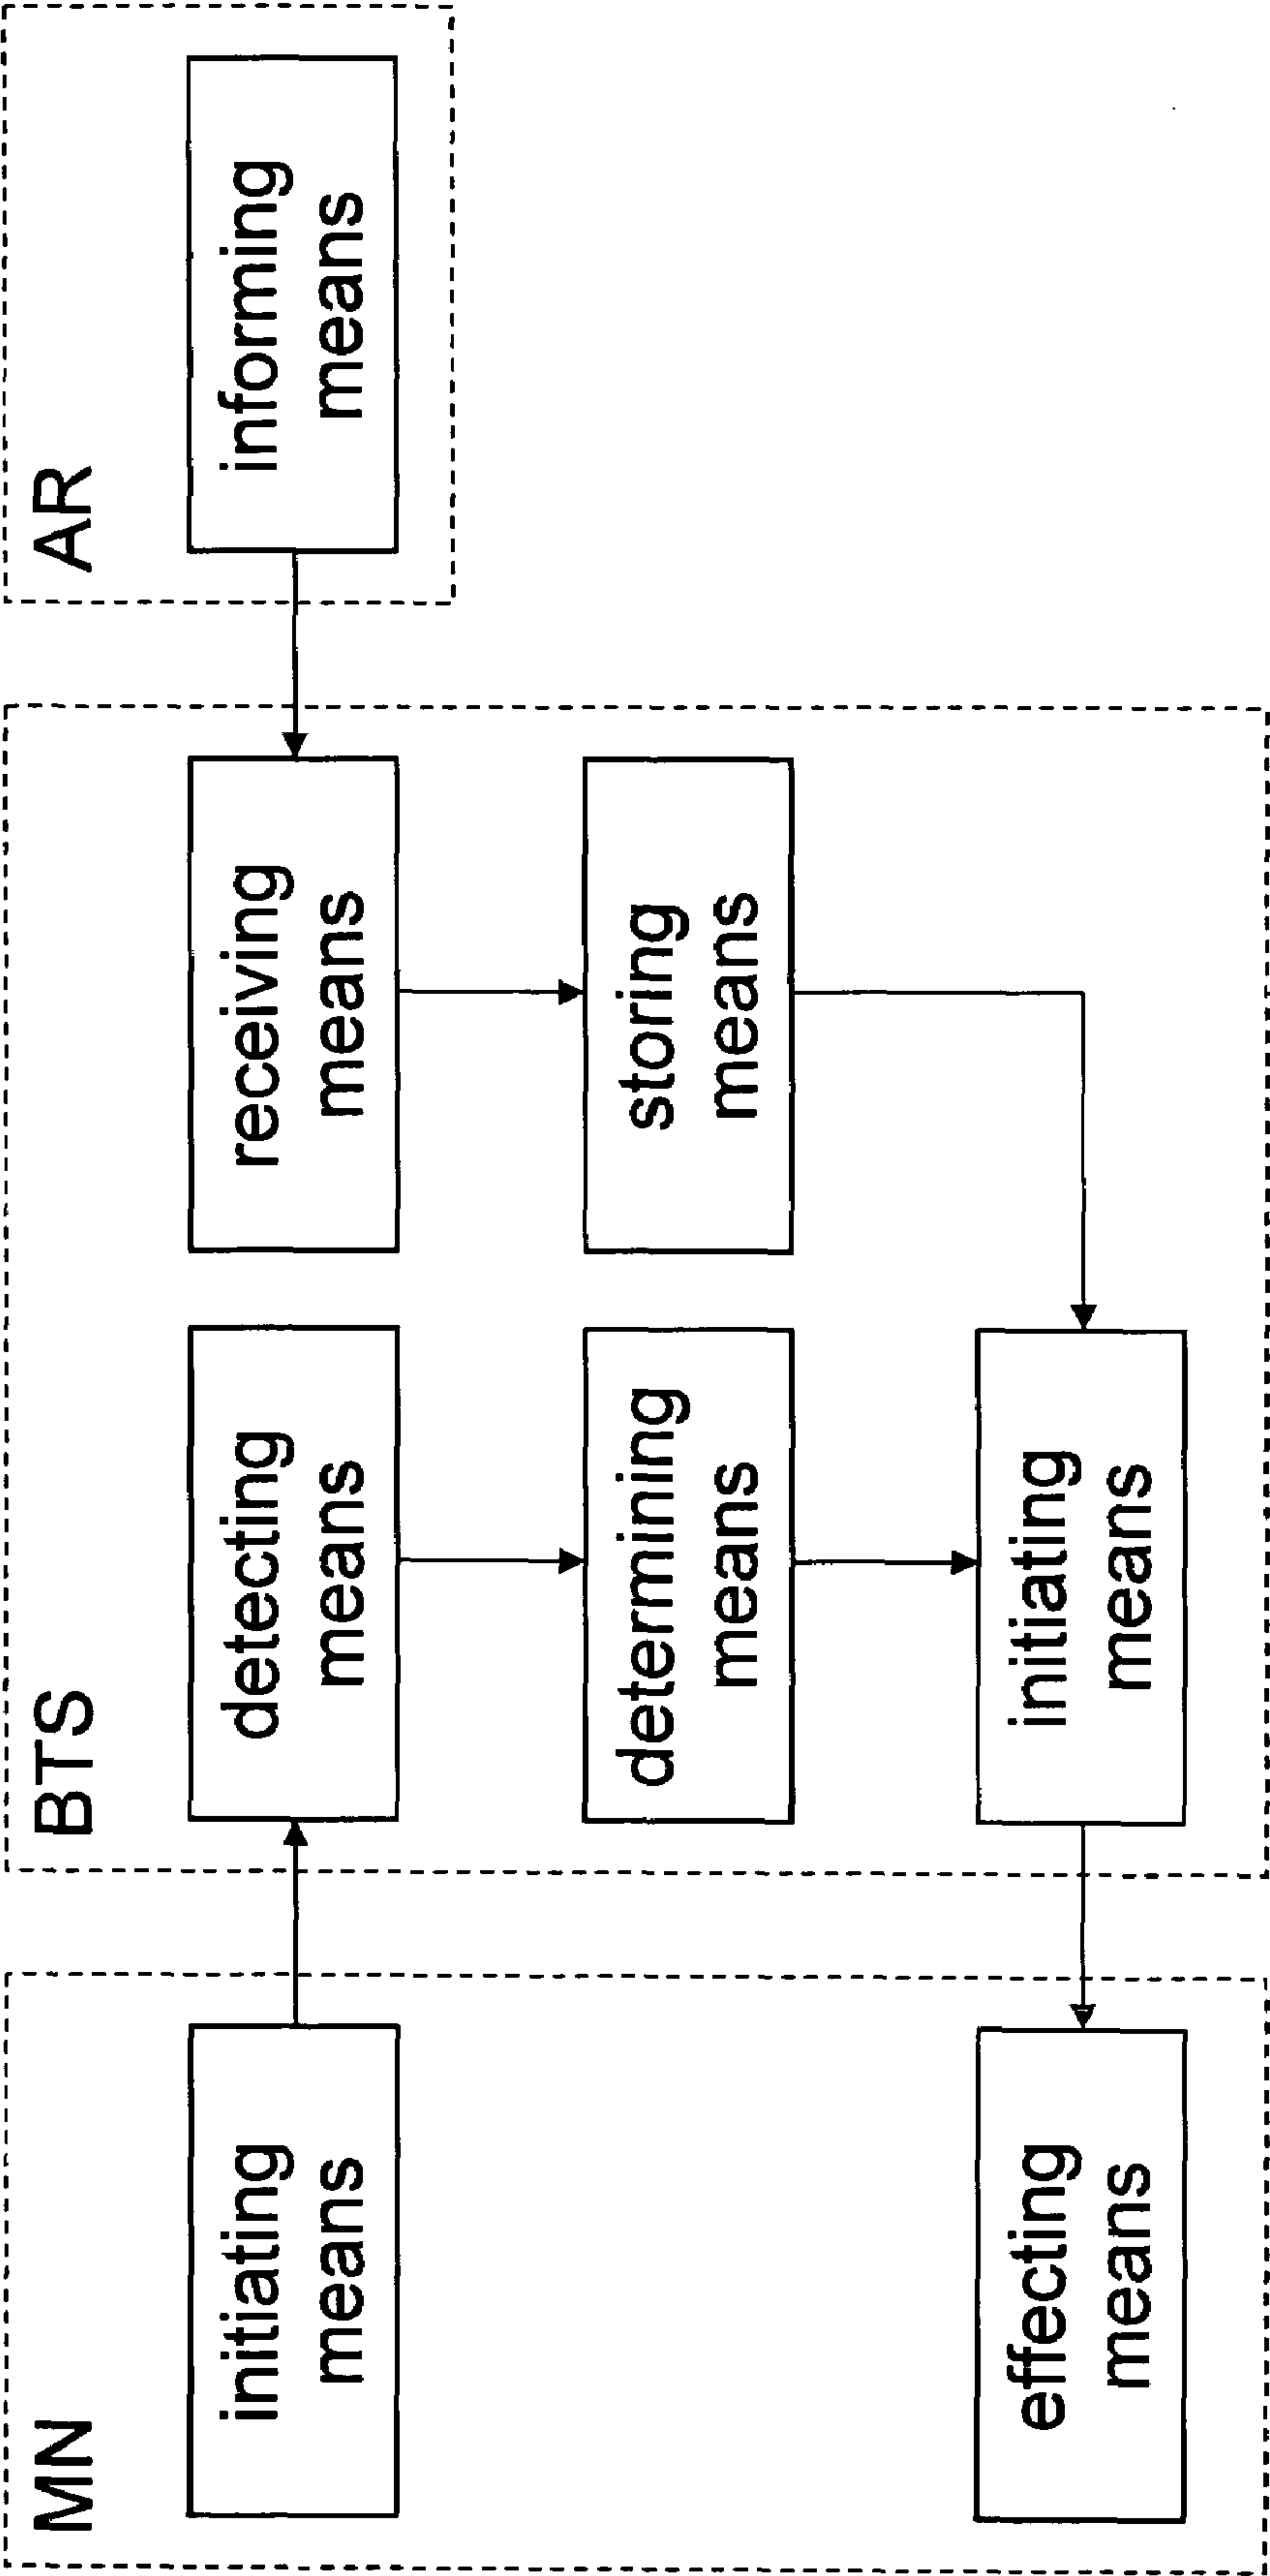 MN
initiating
means
effecting
means
BTS
detecting
means
determining
means
initiating
means
receiving
means
storing
means
AR
informing
means